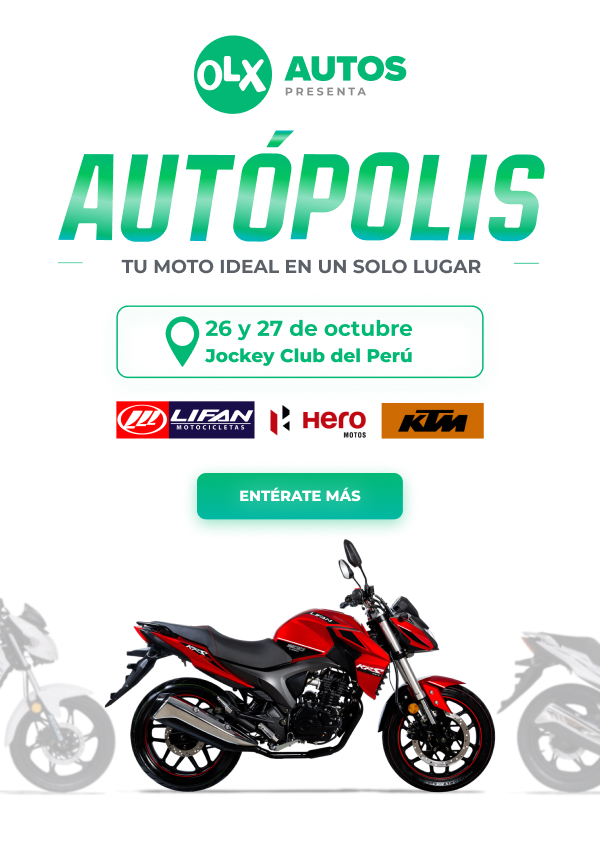 OLX AUTOS
PRESENTA
AUTÓPOLIS
TU MOTO IDEAL EN UN SOLO LUGAR
26 y 27 de octubre
Jockey Club del Perú
LIFAN
MOTOCICLETAS
Hero
MOTOS
KTM
ENTÉRATE MÁS
LIFAN